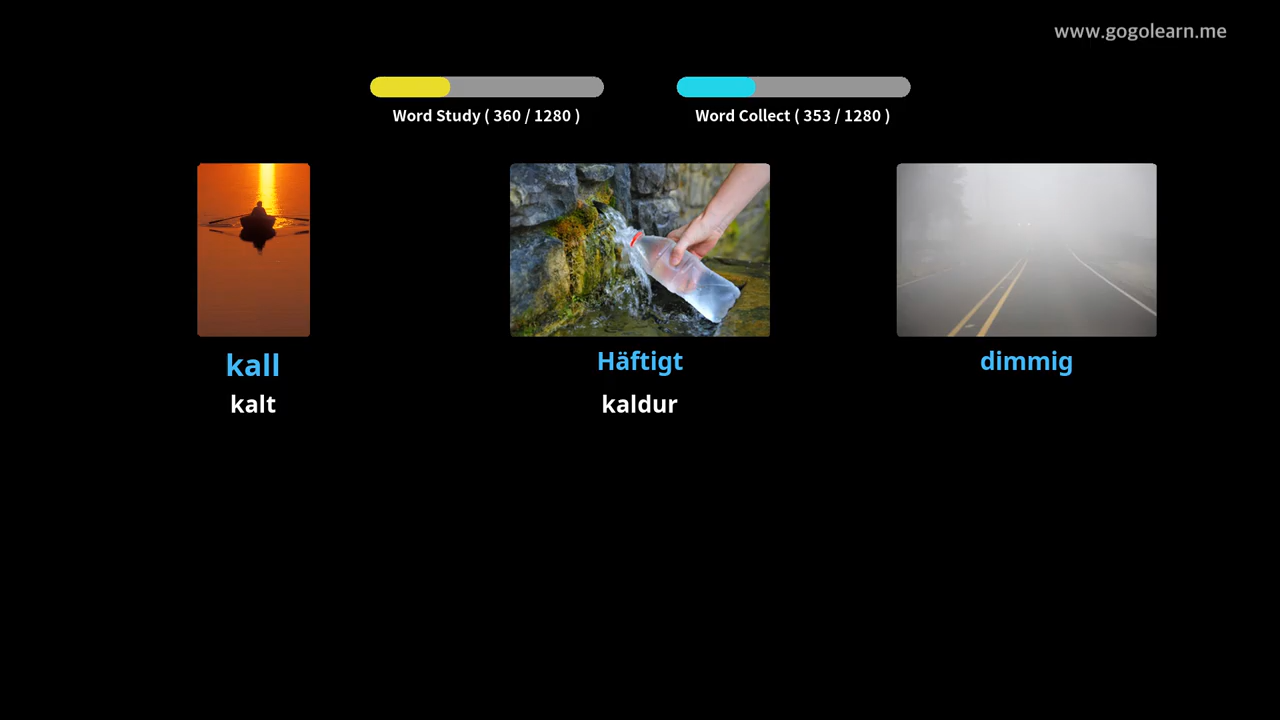 www.gogolearn.me
Word Study ( 360 / 1280 )
Word Collect ( 353 / 1280 )
kall
Häftigt
dimmig
kalt
kaldur